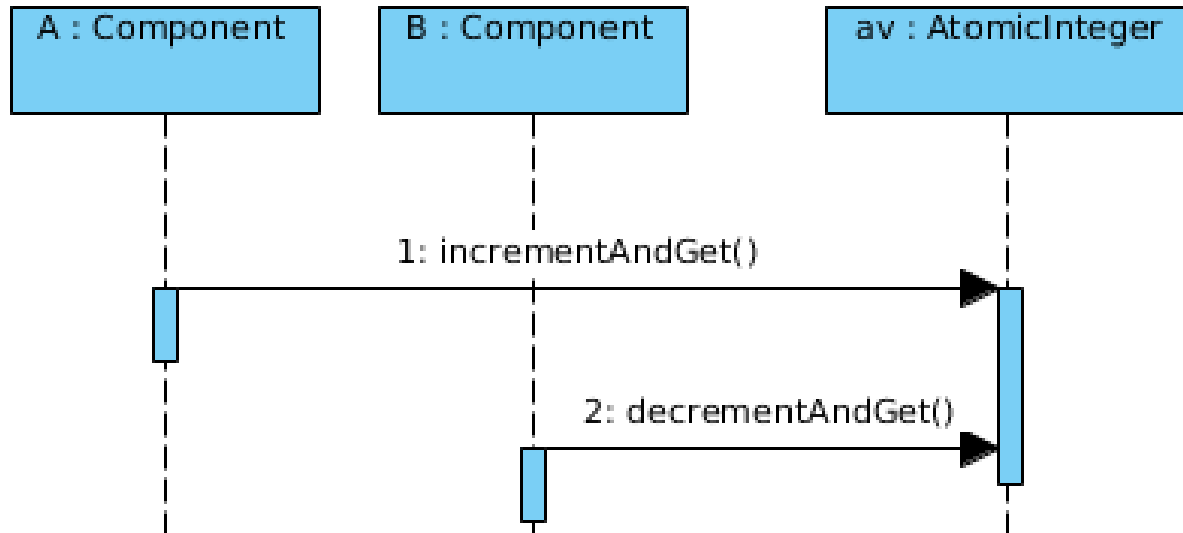 A : Component
B : Component
av : AtomicInteger
1: incrementAndGet()
2: decrementAndGet()